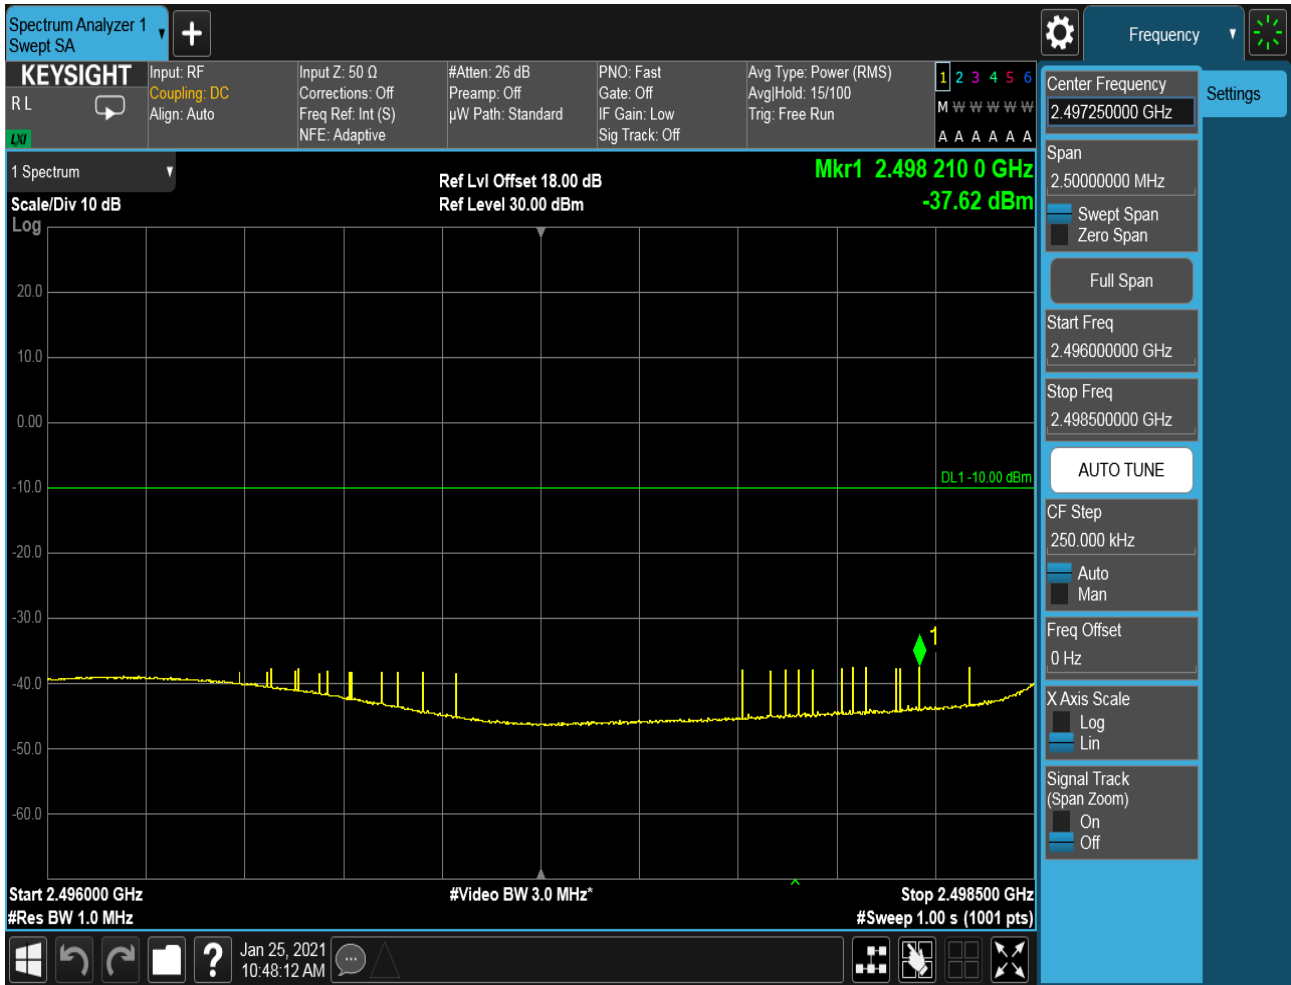 Spectrum Analyzer 1
Swept SA
+
Frequency
KEYSIGHT
R L
LXI
Input: RF
Coupling: DC
Align: Auto
Input Z: 50 Ω
Corrections: Off
Freq Ref: Int (S)
NFE: Adaptive
#Atten: 26 dB
Preamp: Off
µW Path: Standard
PNO: Fast
Gate: Off
IF Gain: Low
Sig Track: Off
Avg Type: Power (RMS)
Avg|Hold: 15/100
Trig: Free Run
1 2 3 4 5 6
M W W W W W
A A A A A A
1 Spectrum
Scale/Div 10 dB
Log
Ref Lvl Offset 18.00 dB
Ref Level 30.00 dBm
Mkr1 2.498 210 0 GHz
-37.62 dBm
20.0
10.0
0.00
-10.0
-20.0
-30.0
-40.0
-50.0
-60.0
DL1 -10.00 dBm
1
Start 2.496000 GHz
#Res BW 1.0 MHz
#Video BW 3.0 MHz*
Stop 2.498500 GHz
#Sweep 1.00 s (1001 pts)
Center Frequency
2.497250000 GHz
Settings
Span
2.50000000 MHz
Swept Span
Zero Span
Full Span
Start Freq
2.496000000 GHz
Stop Freq
2.498500000 GHz
AUTO TUNE
CF Step
250.000 kHz
Auto
Man
Freq Offset
0 Hz
X Axis Scale
Log
Lin
Signal Track
(Span Zoom)
On
Off
?
Jan 25, 2021
10:48:12 AM